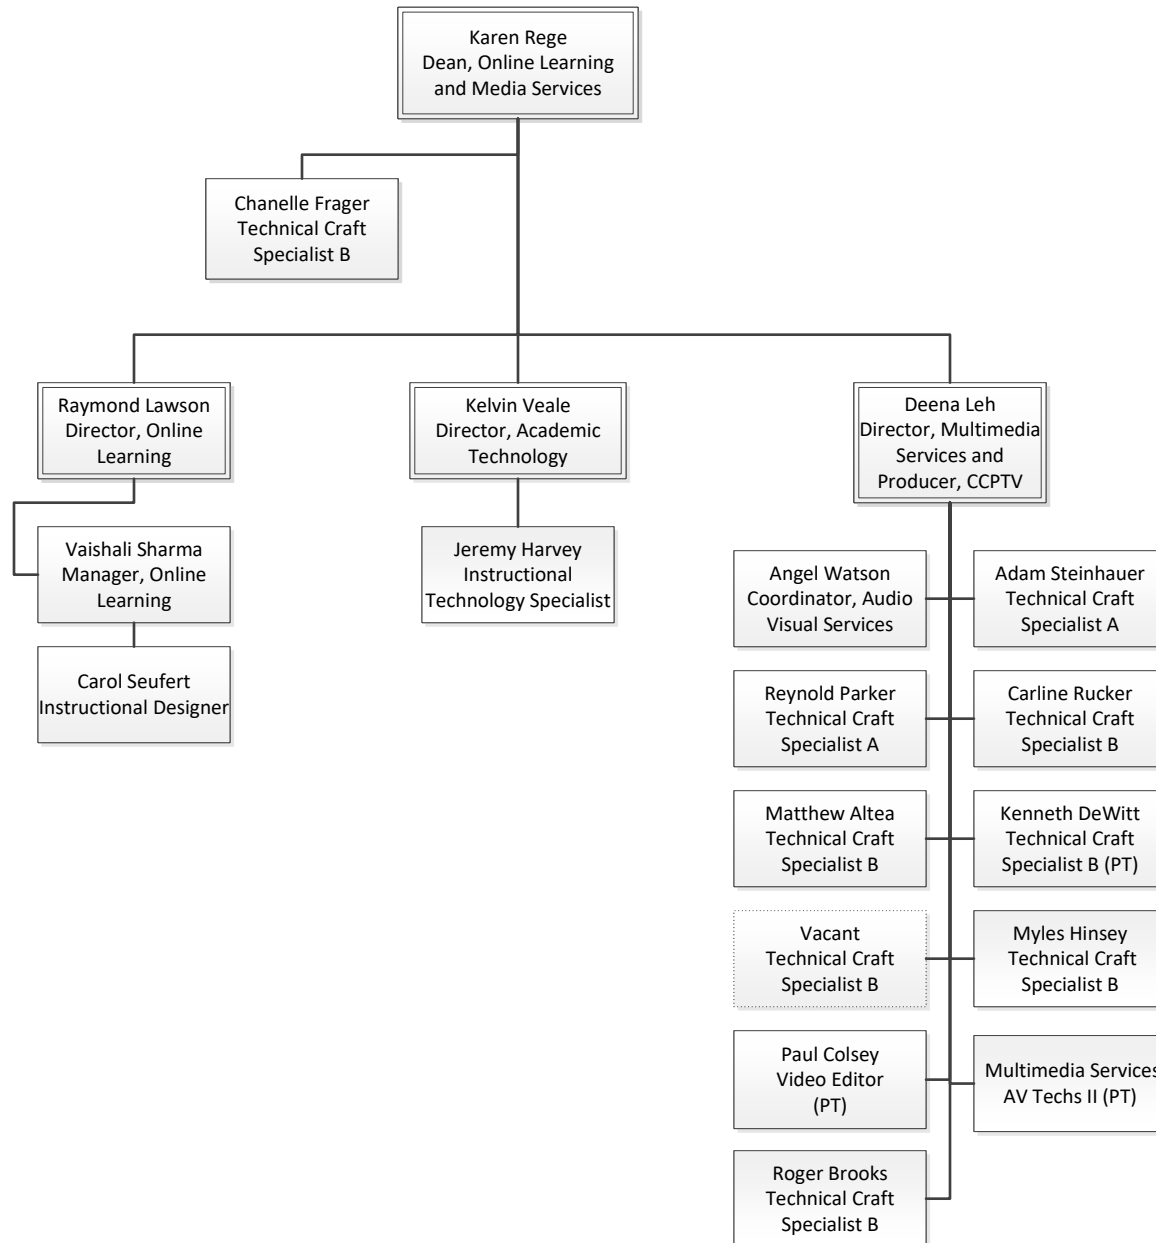 Karen Rege
Dean, Online Learning
and Media Services
Chanelle Frager
Technical Craft
Specialist B
Raymond Lawson
Director, Online
Learning
Kelvin Veale
Director, Academic
Technology
Deena Leh
Director, Multimedia
Services and
Producer, CCPTV
Vaishali Sharma
Manager, Online
Learning
Jeremy Harvey
Instructional
Technology Specialist
Carol Seufert
Instructional Designer
Angel Watson
Coordinator, Audio
Visual Services
Adam Steinhauer
Technical Craft
Specialist A
Reynold Parker
Technical Craft
Specialist A
Carline Rucker
Technical Craft
Specialist B
Matthew Altea
Technical Craft
Specialist B
Kenneth DeWitt
Technical Craft
Specialist B (PT)
Vacant
Technical Craft
Specialist B
Myles Hinsey
Technical Craft
Specialist B
Paul Colsey
Video Editor
(PT)
Multimedia Services
AV Techs II (PT)
Roger Brooks
Technical Craft
Specialist B